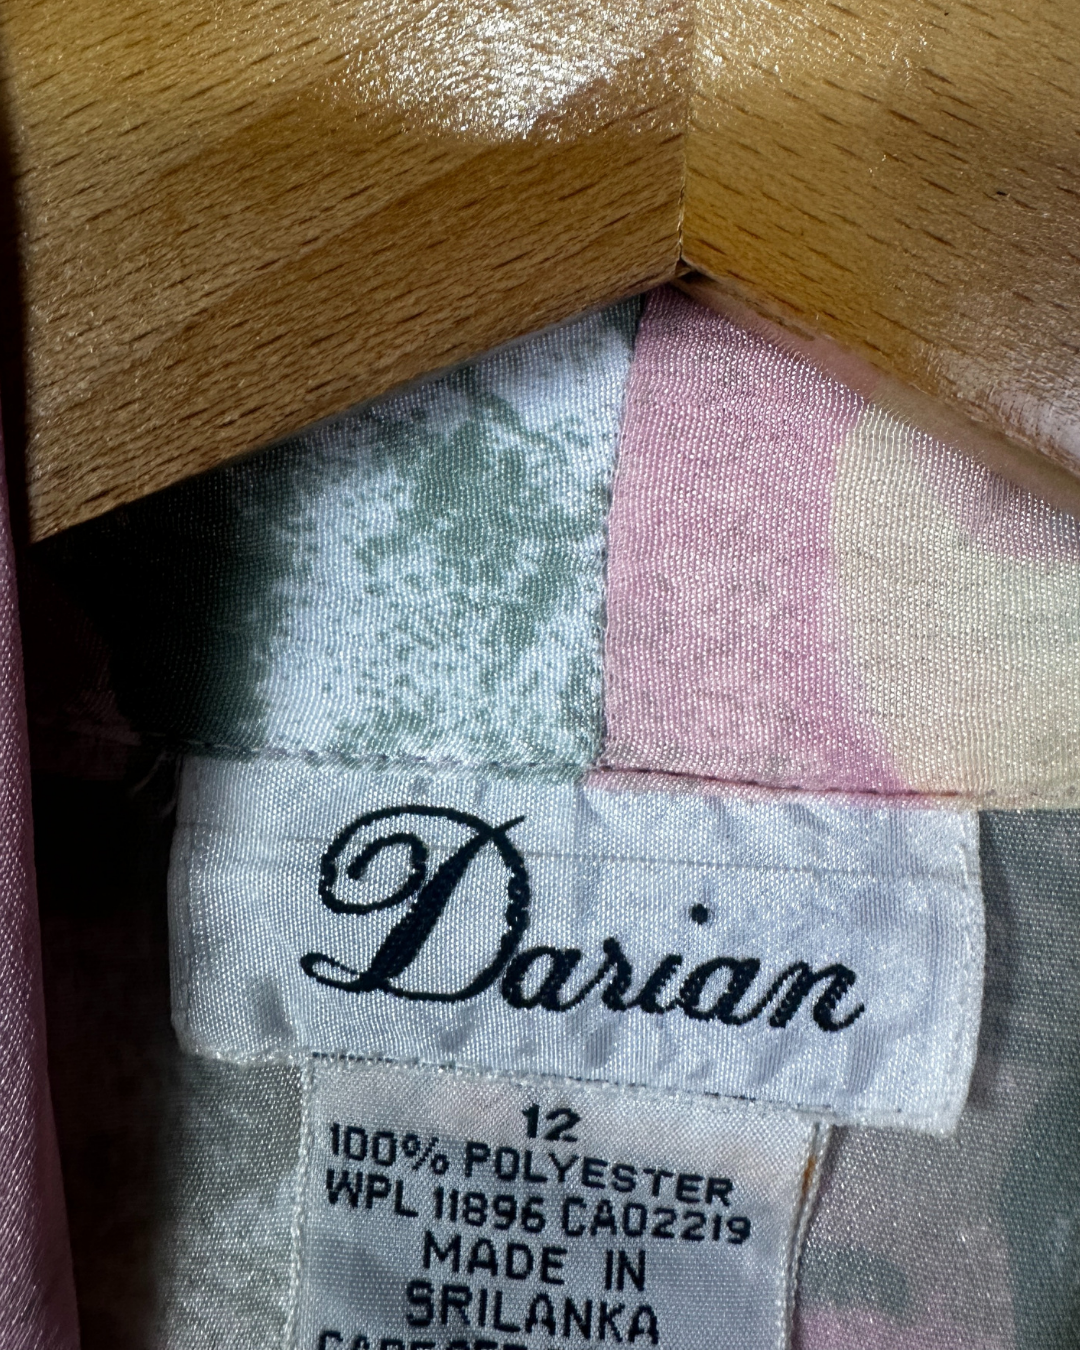 Darian
12
100% POLYESTER
WPL 11896 CA02219
MADE IN
SRILANKA